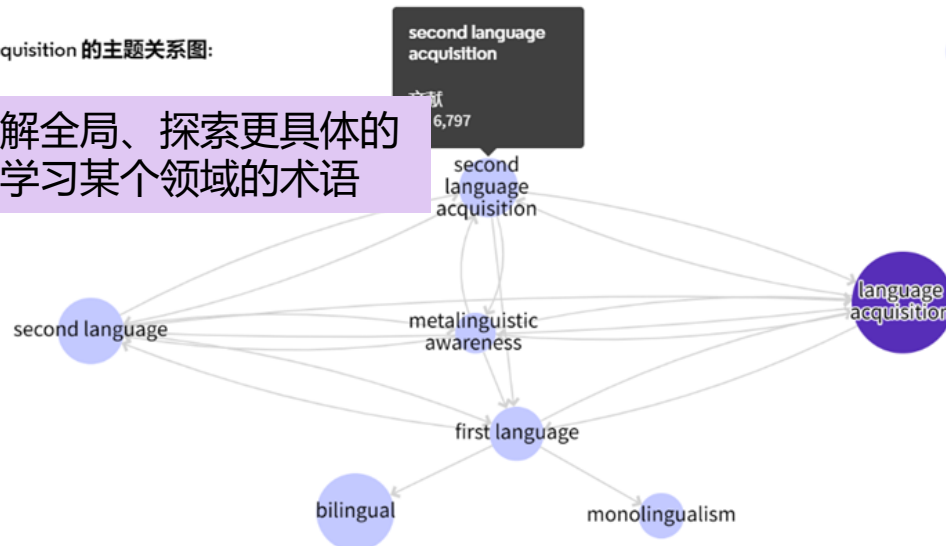 quisition 的主题关系图:
second language
acquisition
文献
6,797
解全局、探索更具体的
学习某个领域的术语
second
language
acquisition
language
acquisition
second language
metalinguistic
awareness
first language
bilingual
monolingualism